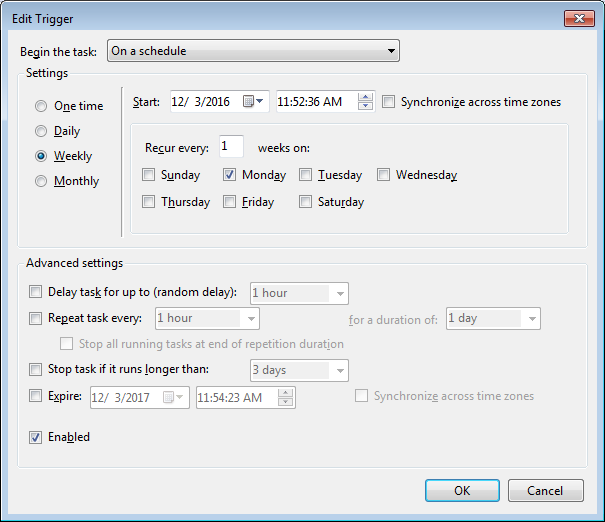 Edit Trigger
Begin the task: On a schedule
Settings
One time
Daily
Weekly
Monthly
Start: 12/ 3/2016 11:52:36 AM Synchronize across time zones
Recur every: 1 weeks on:
Sunday Monday Tuesday Wednesday
Thursday Friday Saturday
Advanced settings
Delay task for up to (random delay): 1 hour
Repeat task every: 1 hour for a duration of: 1 day
Stop all running tasks at end of repetition duration
Stop task if it runs longer than: 3 days
Expire: 12/ 3/2017 11:54:23 AM Synchronize across time zones
Enabled
OK Cancel